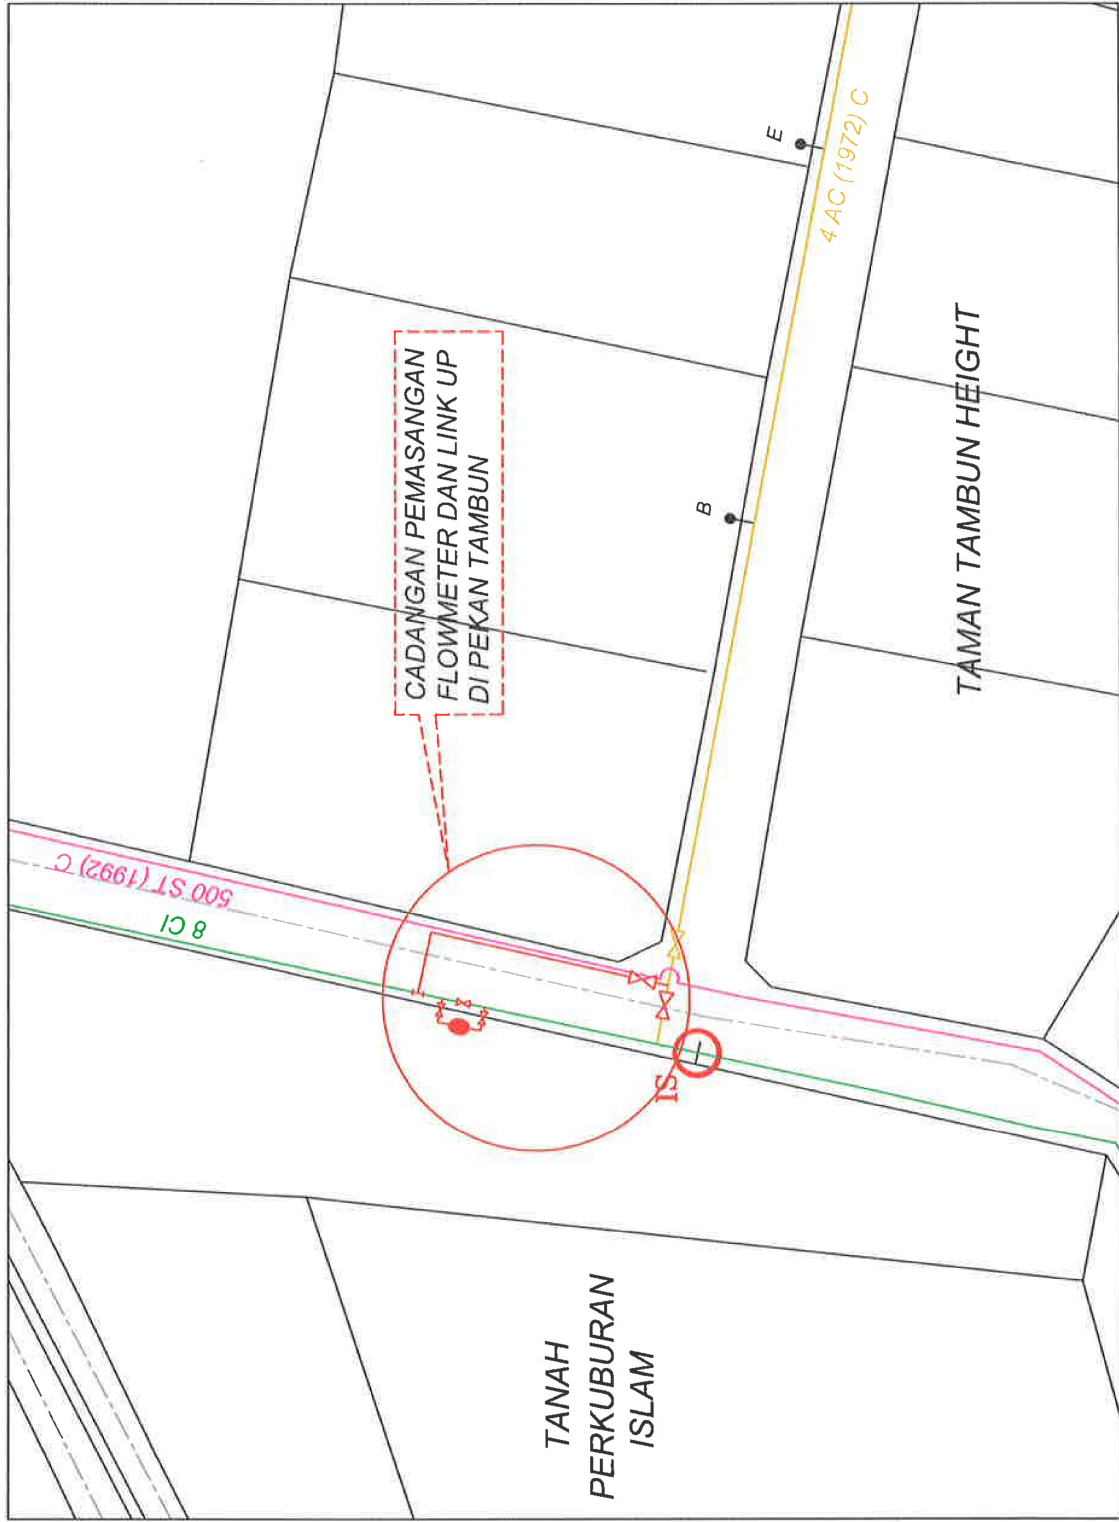 CADANGAN PEMASANGAN
FLOWMETER DAN LINK UP
DI PEKAN TAMBUN
500 ST (1992) C
8 CI
4 AC (1972) C
E
B
TAMAN TAMBUN HEIGHT
IS
TANAH
PERKUBURAN
ISLAM